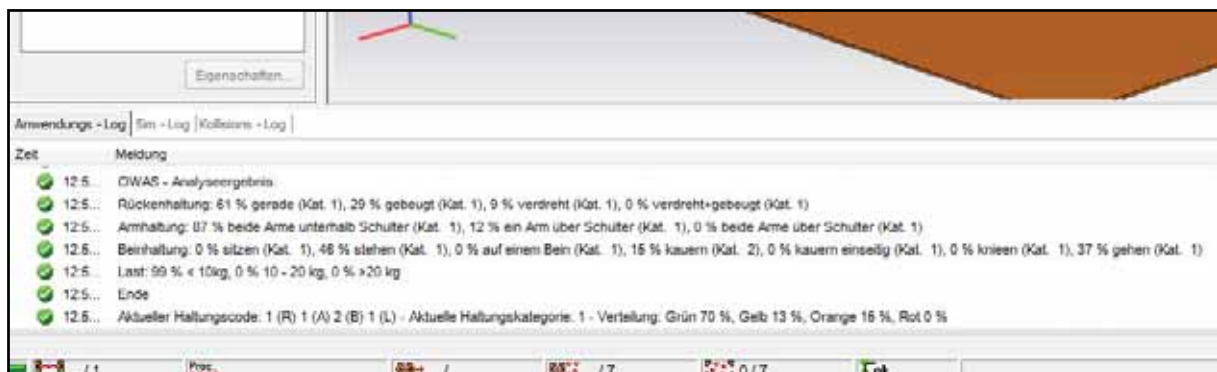 Eigenschaften...
Anwendungs - Log Sim - Log Kollisions - Log
Zeit Meldung
12:5... OWAS - Analyseergebnis
12:5... Rückenhaltung: 61 % gerade (Kat. 1), 29 % gebeugt (Kat. 1), 9 % verdreht (Kat. 1), 0 % verdreht+gebeugt (Kat. 1)
12:5... Armhaltung: 87 % beide Arme unterhalb Schulter (Kat. 1), 12 % ein Arm über Schulter (Kat. 1), 0 % beide Arme über Schulter (Kat. 1)
12:5... Beinhaltung: 0 % sitzen (Kat. 1), 46 % stehen (Kat. 1), 0 % auf einem Bein (Kat. 1), 16 % kauern (Kat. 2), 0 % kauern einseitig (Kat. 1), 0 % knieen (Kat. 1), 37 % gehen (Kat. 1)
12:5... Last: 99 % < 10kg, 0 % 10 - 20 kg, 0 % >20 kg
12:5... Ende
12:5... Aktueller Haltungscode: 1 (R) 1 (A) 2 (B) 1 (L) - Aktuelle Haltungskategorie: 1 - Verteilung: Grün 70 %, Gelb 13 %, Orange 16 %, Rot 0 %
/ 1 / / 7 0 / 7